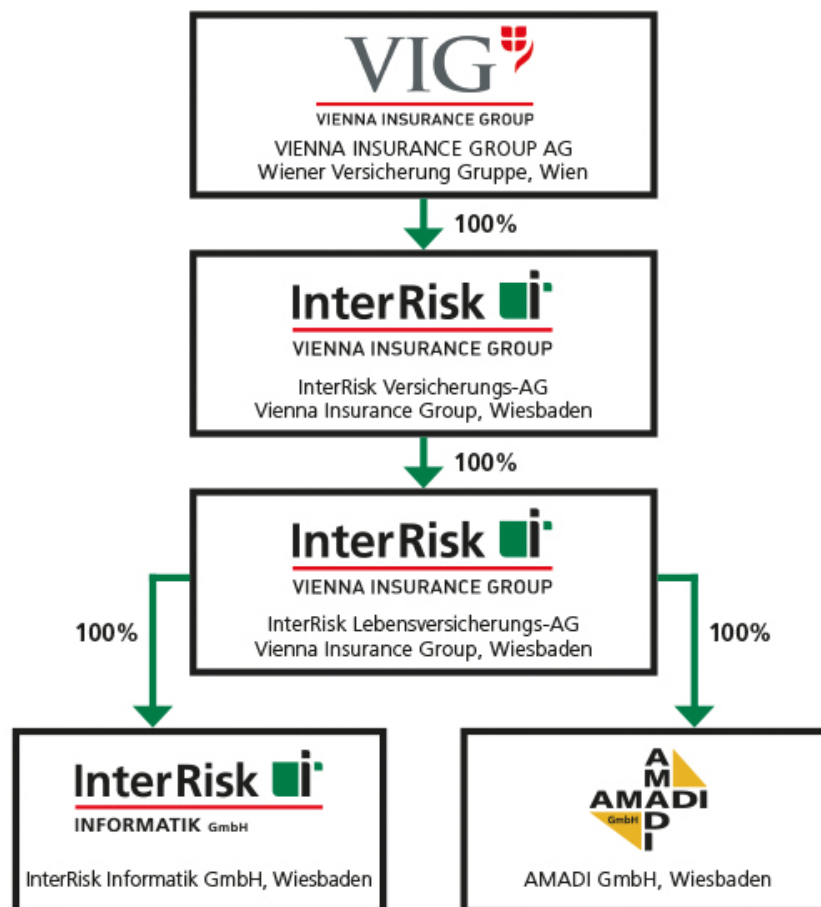 VIG
VIENNA INSURANCE GROUP
VIENNA INSURANCE GROUP AG
Wiener Versicherung Gruppe, Wien
100%
InterRisk
VIENNA INSURANCE GROUP
InterRisk Versicherungs-AG
Vienna Insurance Group, Wiesbaden
100%
InterRisk
VIENNA INSURANCE GROUP
InterRisk Lebensversicherungs-AG
Vienna Insurance Group, Wiesbaden
100%
100%
InterRisk
INFORMATIK GmbH
InterRisk Informatik GmbH, Wiesbaden
AMADI
AMADI
GmbH
AMADI GmbH, Wiesbaden